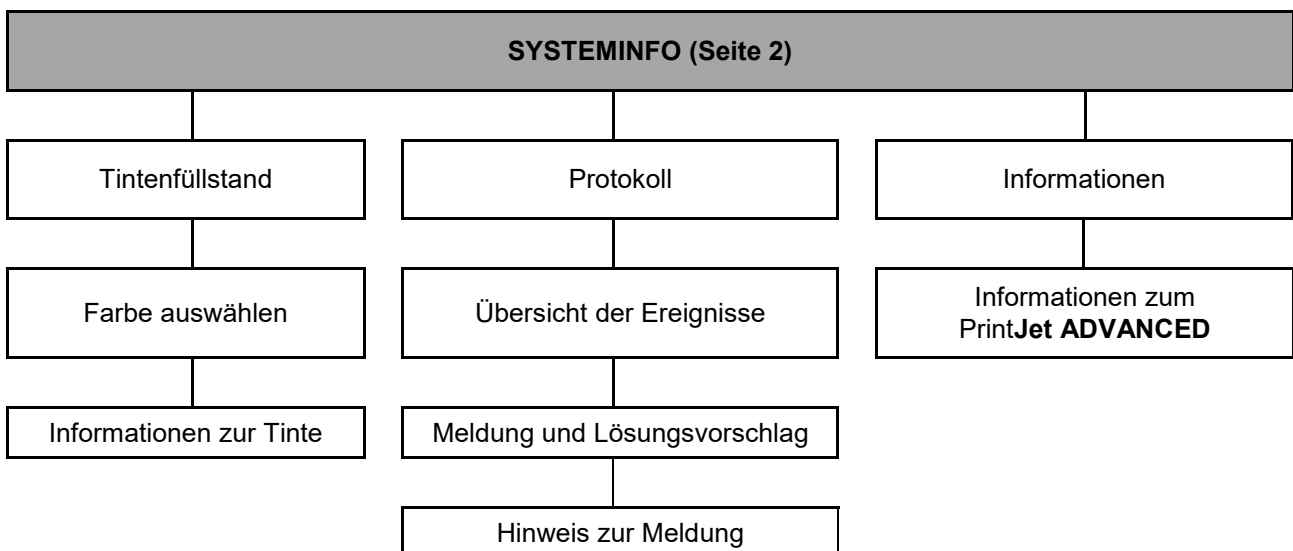 SYSTEMINFO (Seite 2)
Tintenfüllstand
Protokoll
Informationen
Farbe auswählen
Übersicht der Ereignisse
Informationen zum
PrintJet ADVANCED
Informationen zur Tinte
Meldung und Lösungsvorschlag
Hinweis zur Meldung